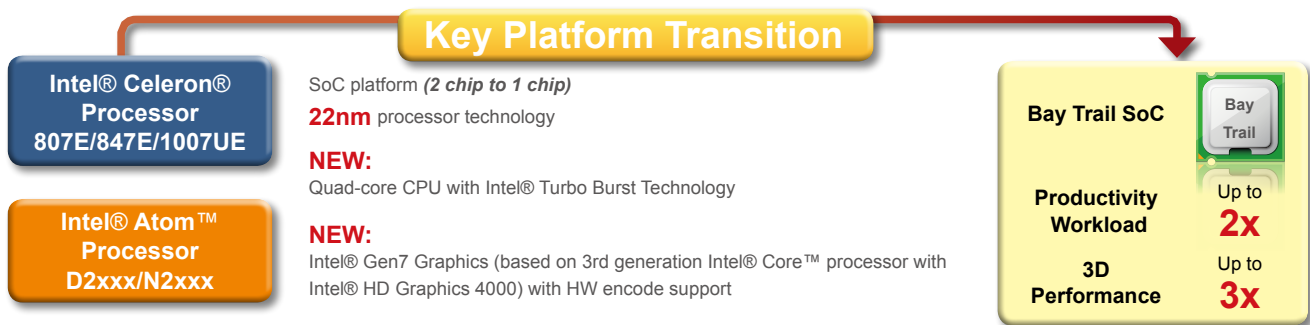 Key Platform Transition
Intel® Celeron®
Processor
807E/847E/1007UE
Intel® Atom™
Processor
D2xxx/N2xxx
SoC platform (2 chip to 1 chip)
22nm processor technology
NEW:
Quad-core CPU with Intel® Turbo Burst Technology
NEW:
Intel® Gen7 Graphics (based on 3rd generation Intel® Core™ processor with
Intel® HD Graphics 4000) with HW encode support
Bay Trail SoC
Bay
Trail
Productivity
Workload
Up to
2x
3D
Performance
Up to
3x